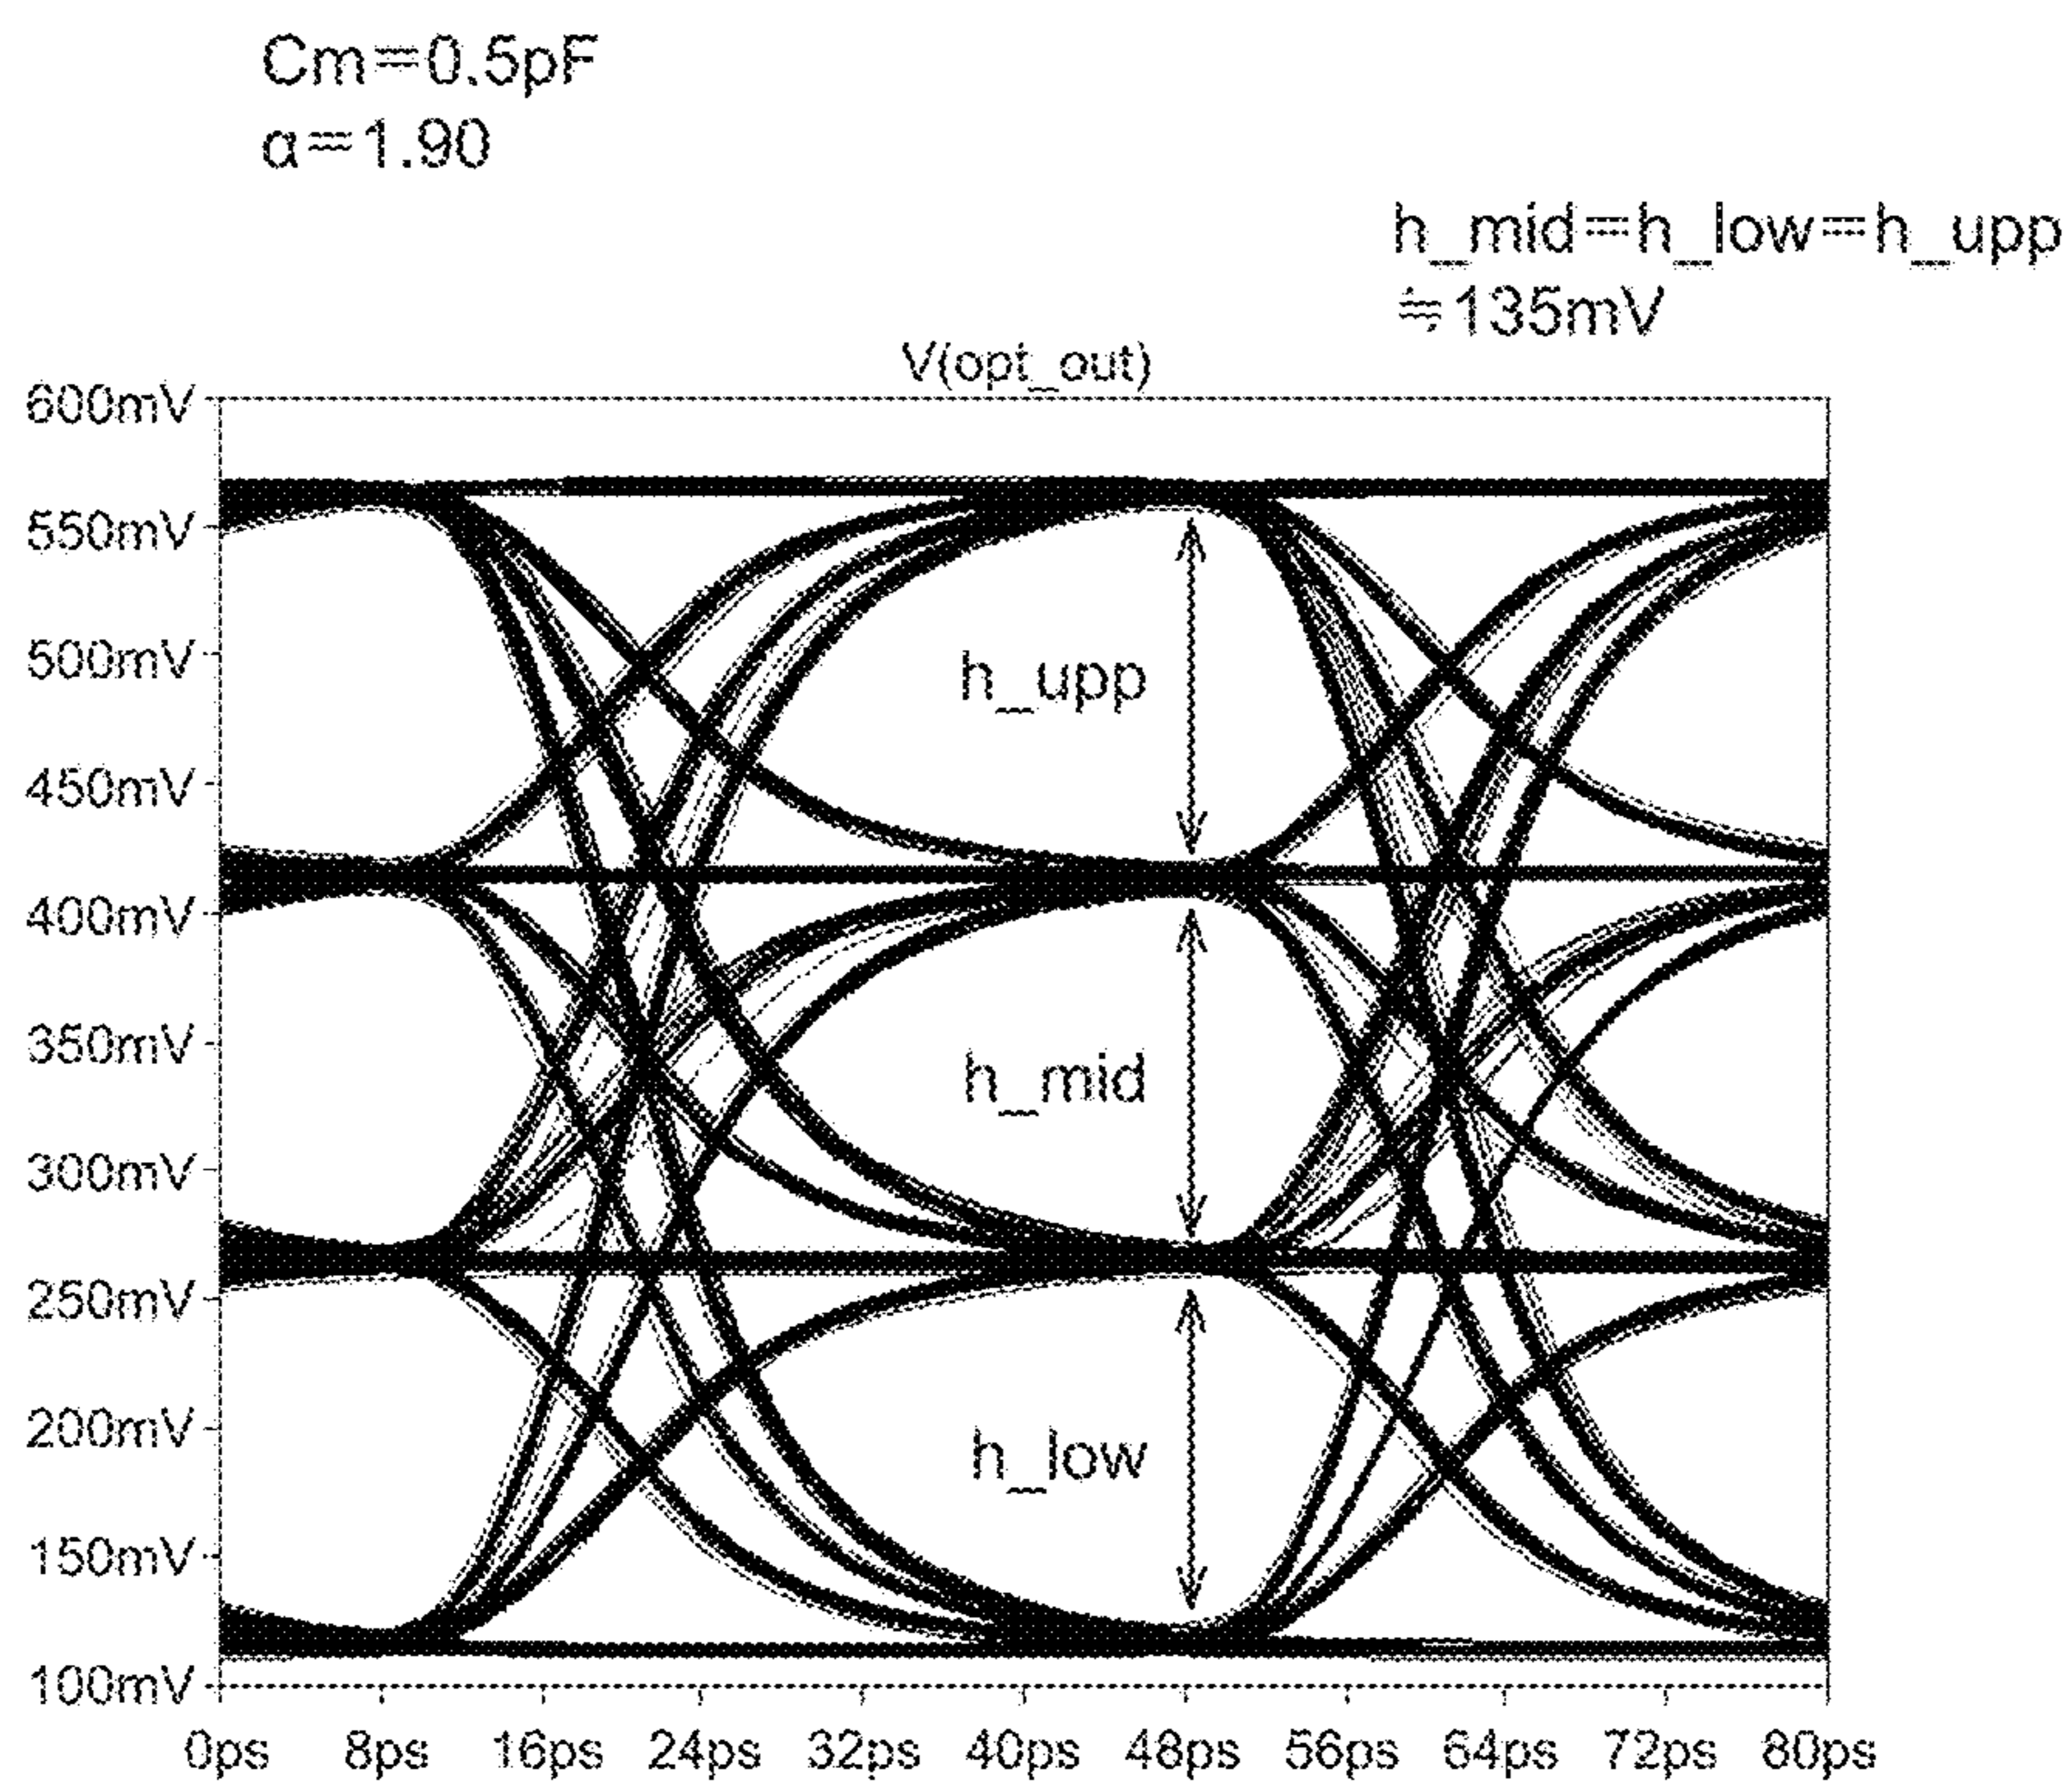 Cm=0.5pF
α=1.90
h_mid=h_low=h_upp
≒135mV
V(opt_out)
600mV
550mV
500mV
h_upp
450mV
400mV
350mV
h_mid
300mV
250mV
200mV
h_low
150mV
100mV
0ps 8ps 16ps 24ps 32ps 40ps 48ps 56ps 64ps 72ps 80ps